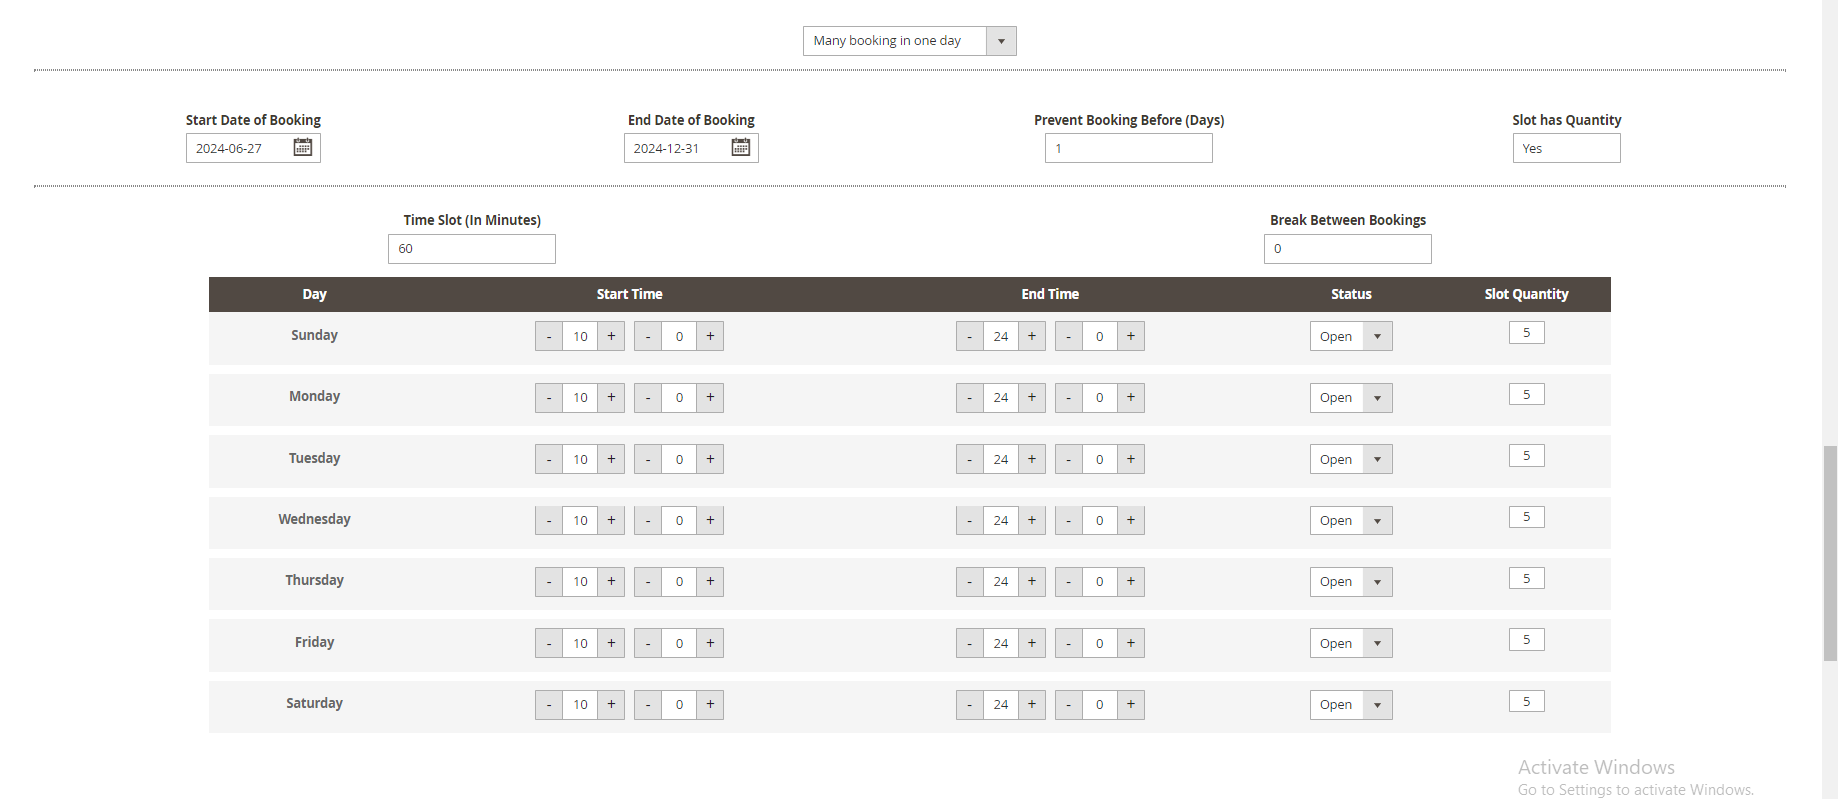 Many booking in one day
Start Date of Booking End Date of Booking Prevent Booking Before (Days) Slot has Quantity
2024-06-27 2024-12-31 1 Yes
Time Slot (In Minutes) Break Between Bookings
60 0
Day Start Time End Time Status Slot Quantity
Sunday - 10 + - 0 + - 24 + - 0 + Open 5
Monday - 10 + - 0 + - 24 + - 0 + Open 5
Tuesday - 10 + - 0 + - 24 + - 0 + Open 5
Wednesday - 10 + - 0 + - 24 + - 0 + Open 5
Thursday - 10 + - 0 + - 24 + - 0 + Open 5
Friday - 10 + - 0 + - 24 + - 0 + Open 5
Saturday - 10 + - 0 + - 24 + - 0 + Open 5
Activate Windows
Go to Settings to activate Windows.